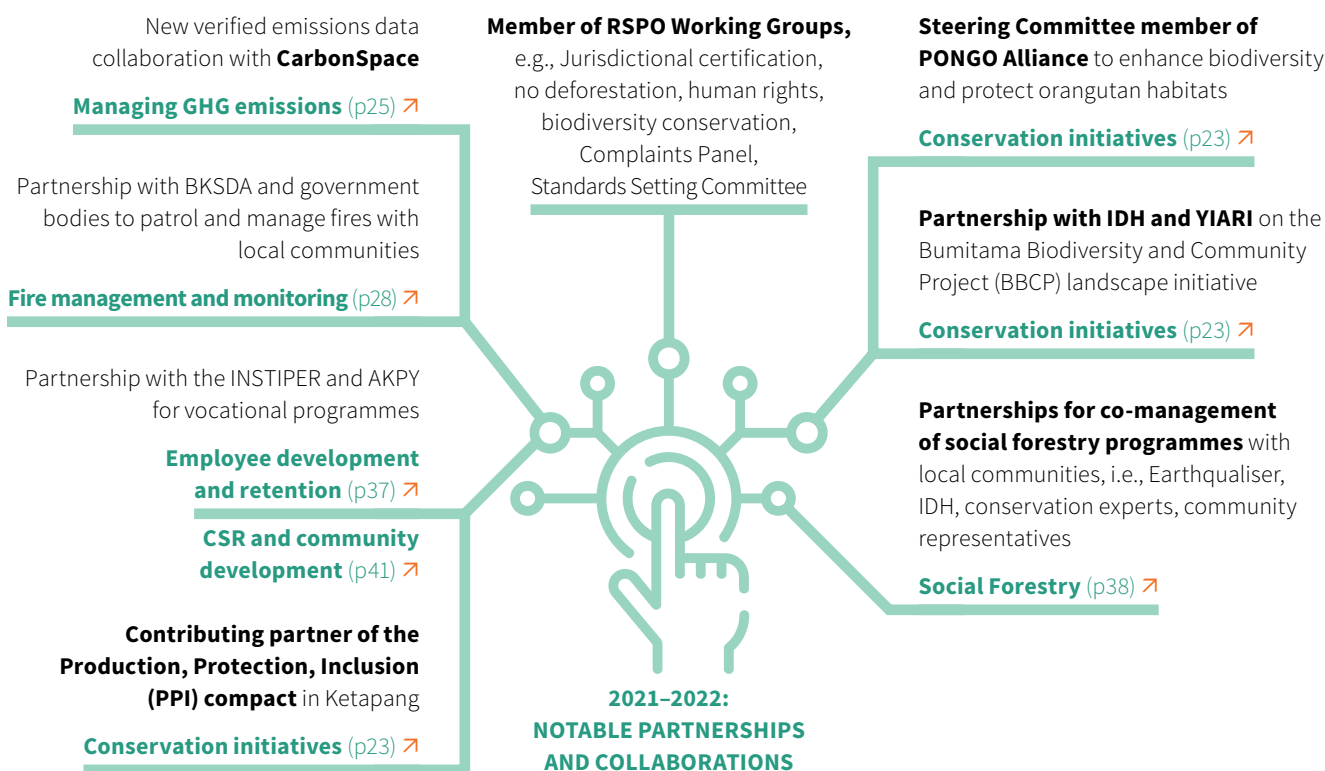 New verified emissions data
collaboration with CarbonSpace
Managing GHG emissions (p25) ↗
Partnership with BKSDA and government
bodies to patrol and manage fires with
local communities
Fire management and monitoring (p28) ↗
Partnership with the INSTIPER and AKPY
for vocational programmes
Employee development
and retention (p37) ↗
CSR and community
development (p41) ↗
Contributing partner of the
Production, Protection, Inclusion
(PPI) compact in Ketapang
Conservation initiatives (p23) ↗
Member of RSPO Working Groups,
e.g., Jurisdictional certification,
no deforestation, human rights,
biodiversity conservation,
Complaints Panel,
Standards Setting Committee
2021–2022:
NOTABLE PARTNERSHIPS
AND COLLABORATIONS
Steering Committee member of
PONGO Alliance to enhance biodiversity
and protect orangutan habitats
Conservation initiatives (p23) ↗
Partnership with IDH and YIARI on the
Bumitama Biodiversity and Community
Project (BBCP) landscape initiative
Conservation initiatives (p23) ↗
Partnerships for co-management
of social forestry programmes with
local communities, i.e., Earthqualiser,
IDH, conservation experts, community
representatives
Social Forestry (p38) ↗